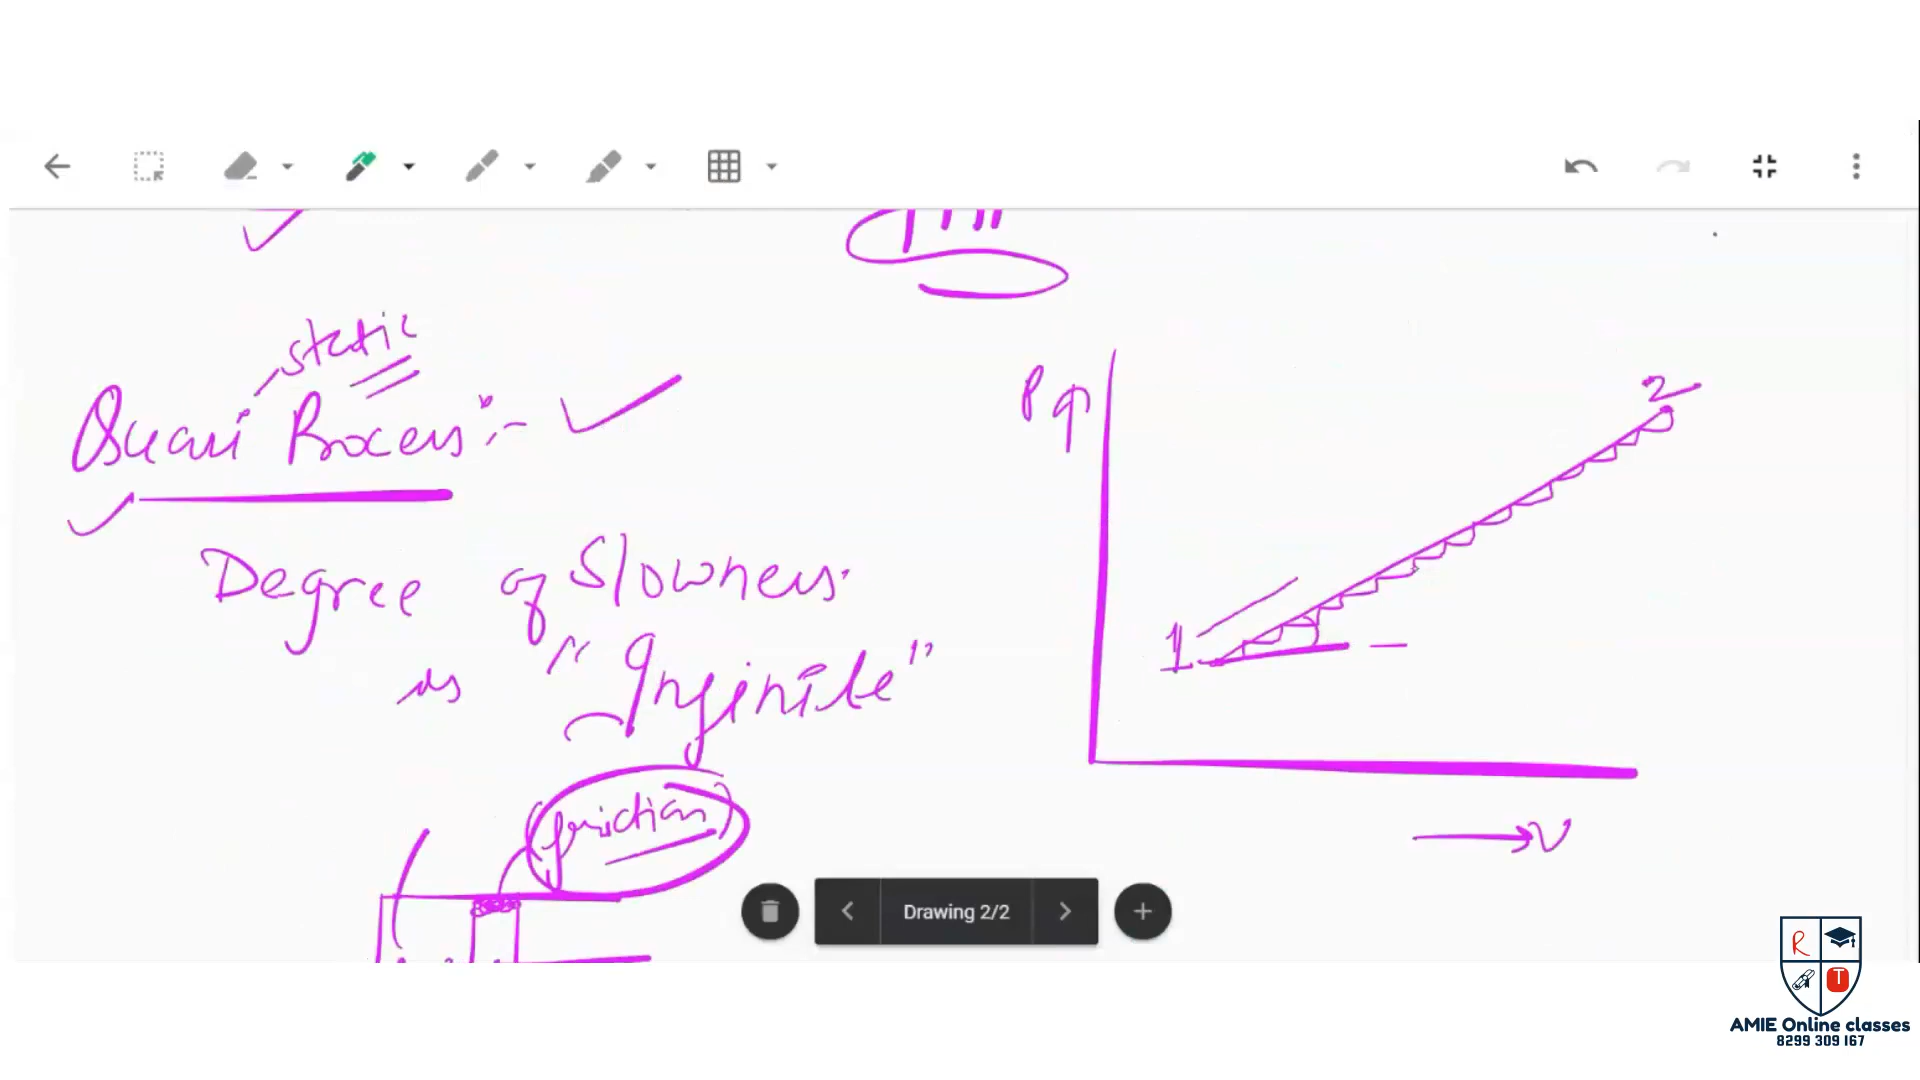 static
Quasi Process :-
Degree of Slowness.
is "Infinite"
(friction)
P
2
1
V
Drawing 2/2
R
T
AMIE Online classes
8299 309 167